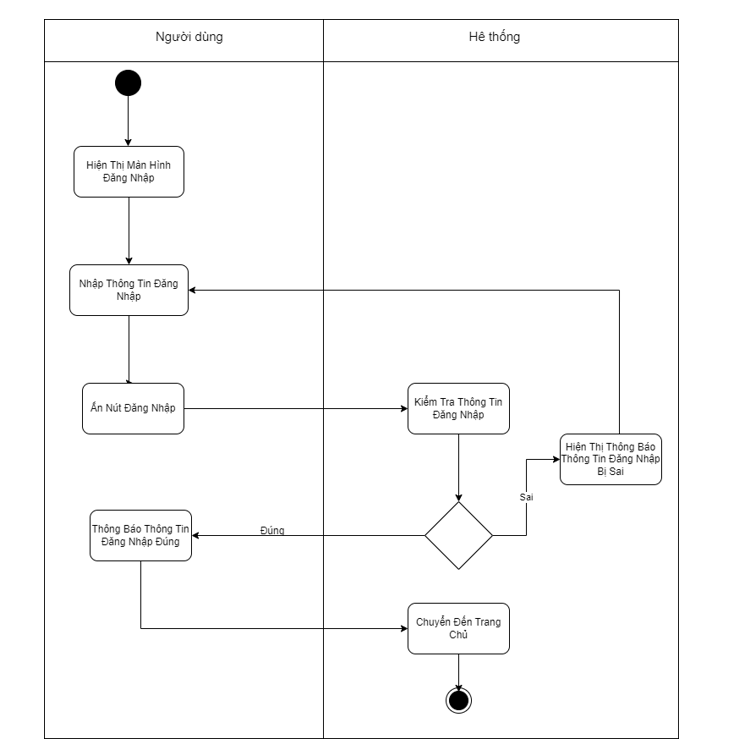 Người dùng
Hê thống
Hiện Thị Màn Hình
Đăng Nhập
Nhập Thông Tin Đăng
Nhập
Ấn Nút Đăng Nhập
Kiểm Tra Thông Tin
Đăng Nhập
Hiện Thị Thông Báo
Thông Tin Đăng Nhập
Bị Sai
Sai
Thông Báo Thông Tin
Đăng Nhập Đúng
Đúng
Chuyển Đến Trang
Chủ